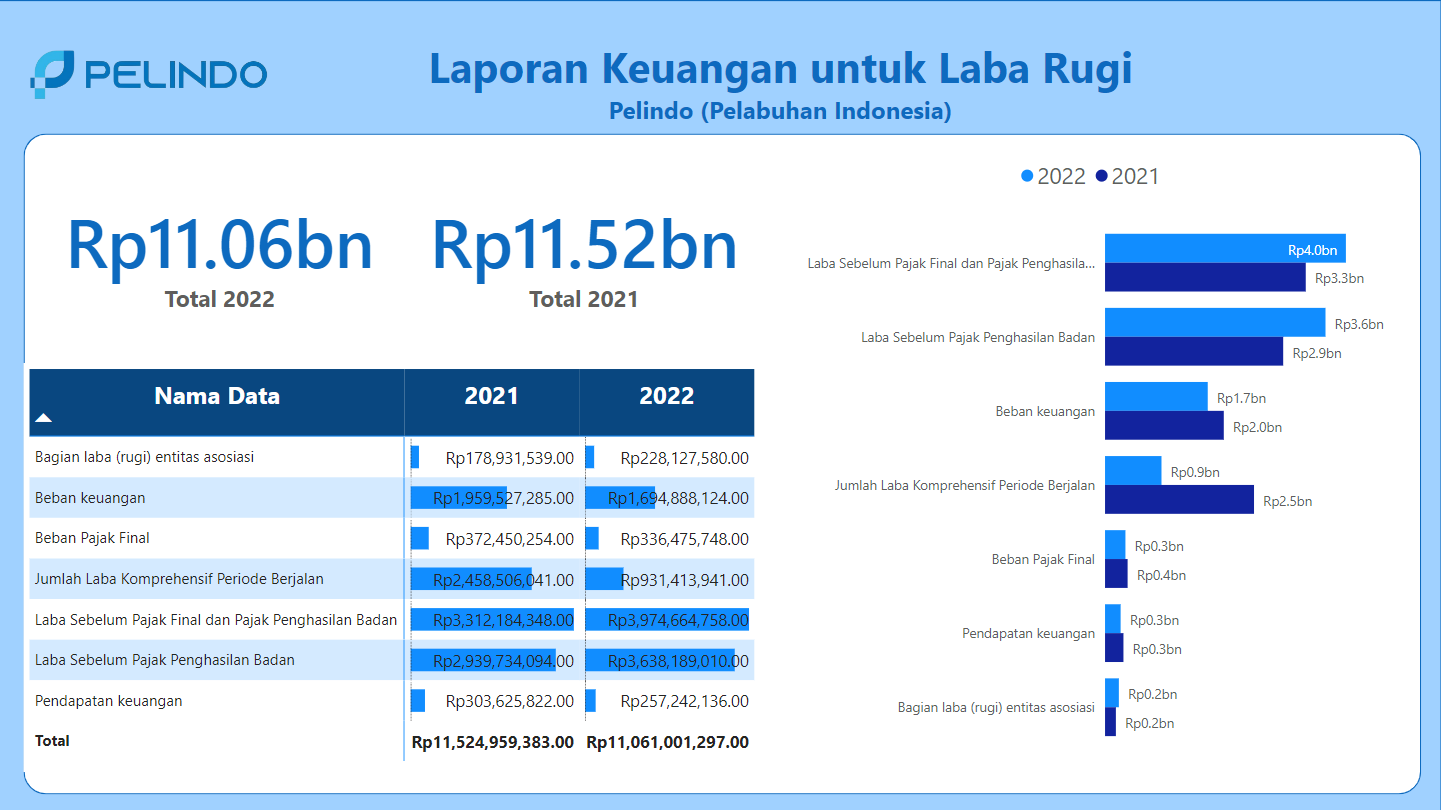 PELINDO
Laporan Keuangan untuk Laba Rugi
Pelindo (Pelabuhan Indonesia)
Rp11.06bn
Total 2022
Rp11.52bn
Total 2021
Nama Data 2021 2022
Bagian laba (rugi) entitas asosiasi Rp178,931,539.00 Rp228,127,580.00
Beban keuangan Rp1,959,527,285.00 Rp1,694,888,124.00
Beban Pajak Final Rp372,450,254.00 Rp336,475,748.00
Jumlah Laba Komprehensif Periode Berjalan Rp2,458,506,041.00 Rp931,413,941.00
Laba Sebelum Pajak Final dan Pajak Penghasilan Badan Rp3,312,184,348.00 Rp3,974,664,758.00
Laba Sebelum Pajak Penghasilan Badan Rp2,939,734,094.00 Rp3,638,189,010.00
Pendapatan keuangan Rp303,625,822.00 Rp257,242,136.00
Total Rp11,524,959,383.00 Rp11,061,001,297.00
2022 2021
Laba Sebelum Pajak Final dan Pajak Penghasila... Rp4.0bn
Rp3.3bn
Laba Sebelum Pajak Penghasilan Badan Rp3.6bn
Rp2.9bn
Beban keuangan Rp1.7bn
Rp2.0bn
Jumlah Laba Komprehensif Periode Berjalan Rp0.9bn
Rp2.5bn
Beban Pajak Final Rp0.3bn
Rp0.4bn
Pendapatan keuangan Rp0.3bn
Rp0.3bn
Bagian laba (rugi) entitas asosiasi Rp0.2bn
Rp0.2bn